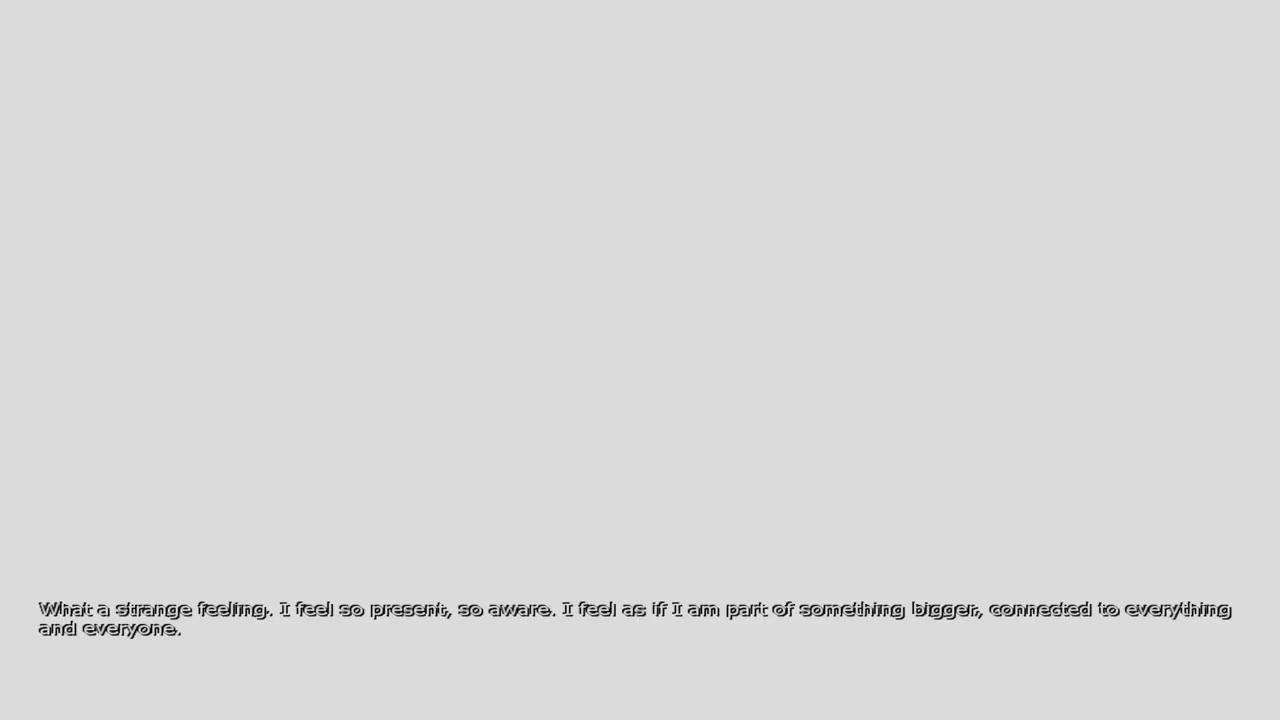 What a strange feeling. I feel so present, so aware. I feel as if I am part of something bigger, connected to everything
and everyone.